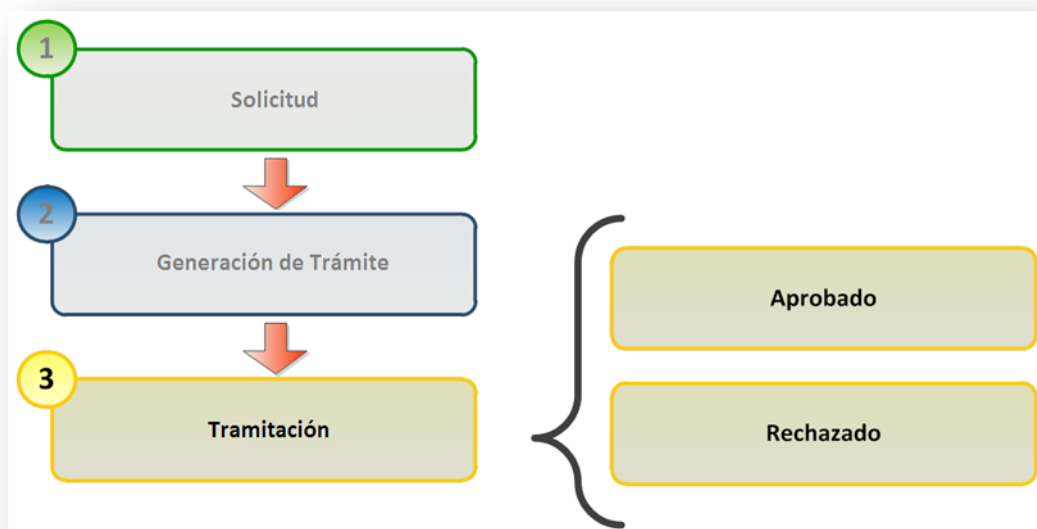 1
Solicitud
2
Generación de Trámite
3
Tramitación
Aprobado
Rechazado